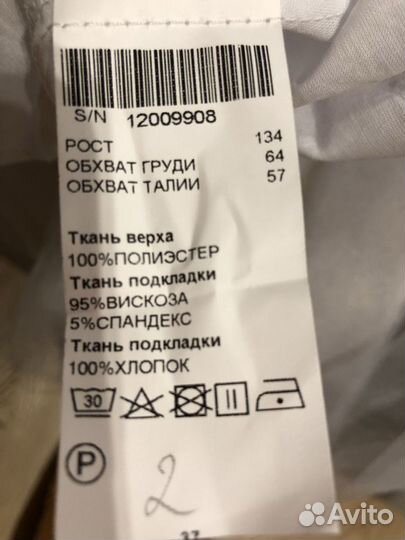 S/N 12009908
РОСТ 134
ОБХВАТ ГРУДИ 64
ОБХВАТ ТАЛИИ 57
Ткань верха
100%ПОЛИЭСТЕР
Ткань подкладки
95%ВИСКОЗА
5%СПАНДЕКС
Ткань подкладки
100%ХЛОПОК
30
P
2
37
Avito